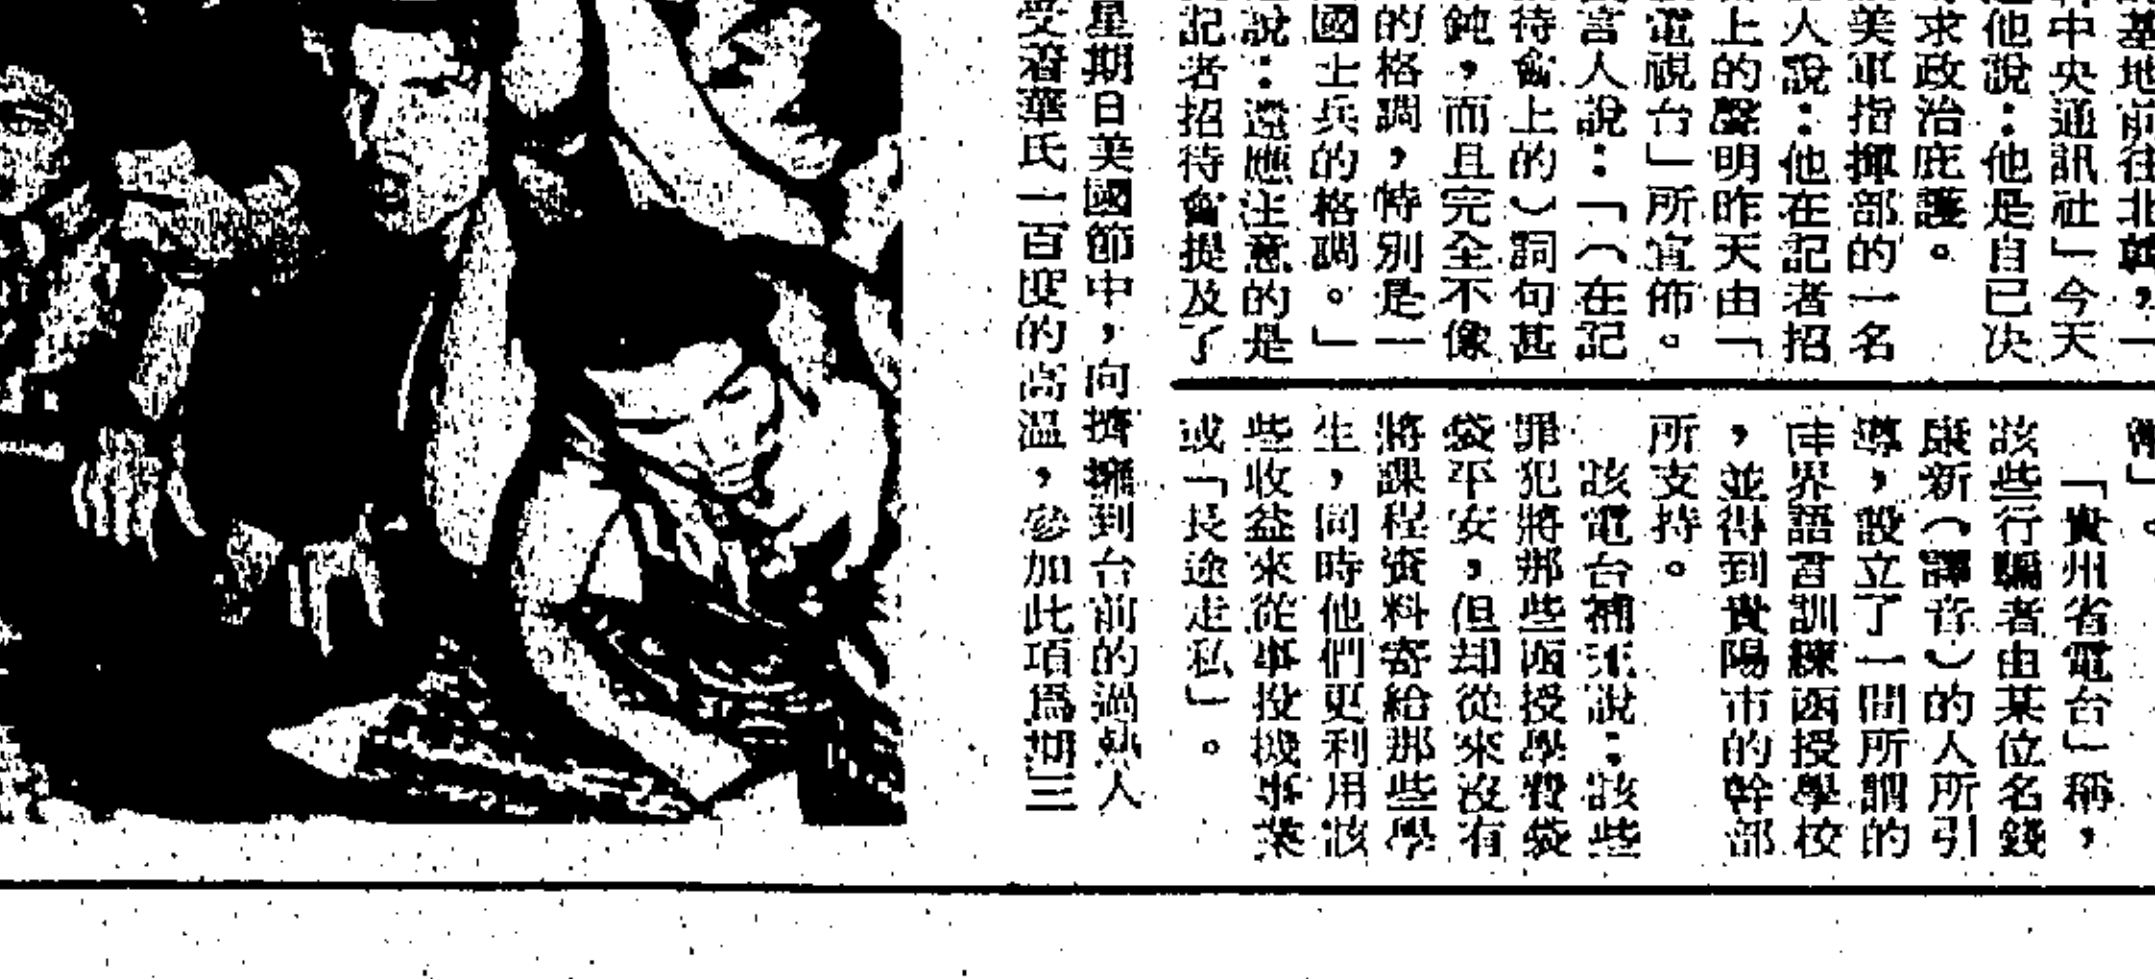 基地前往北韓，一
中央通訊社」今天
他說：他是自己决
求政治庇護。
美軍指揮部的一名
人說：他在記者招
上的聲明昨天由「
電視台」所宣佈。
言人說：「（在記
待會上的）詞句甚
鈍，而且完全不像
的格調，特別是一
國士兵的格調。」
說：還應注意的是
記者招待會提及了
「貴州省電台」稱，
該些行騙者由某位名錢
康新（譯音）的人所引
導，設立了一間所謂的
世界語言訓練函授學校
，並得到貴陽市的幹部
所支持。
該電台補充說：該些
罪犯將那些函授學費袋
袋平安，但却從來沒有
將課程資料寄給那些學
生，同時他們更利用該
些收益來從事投機事業
或「長途走私」。
星期日美國節中，向擠擁到台前的過熱人
受着華氏一百度的高溫，參加此項爲期三